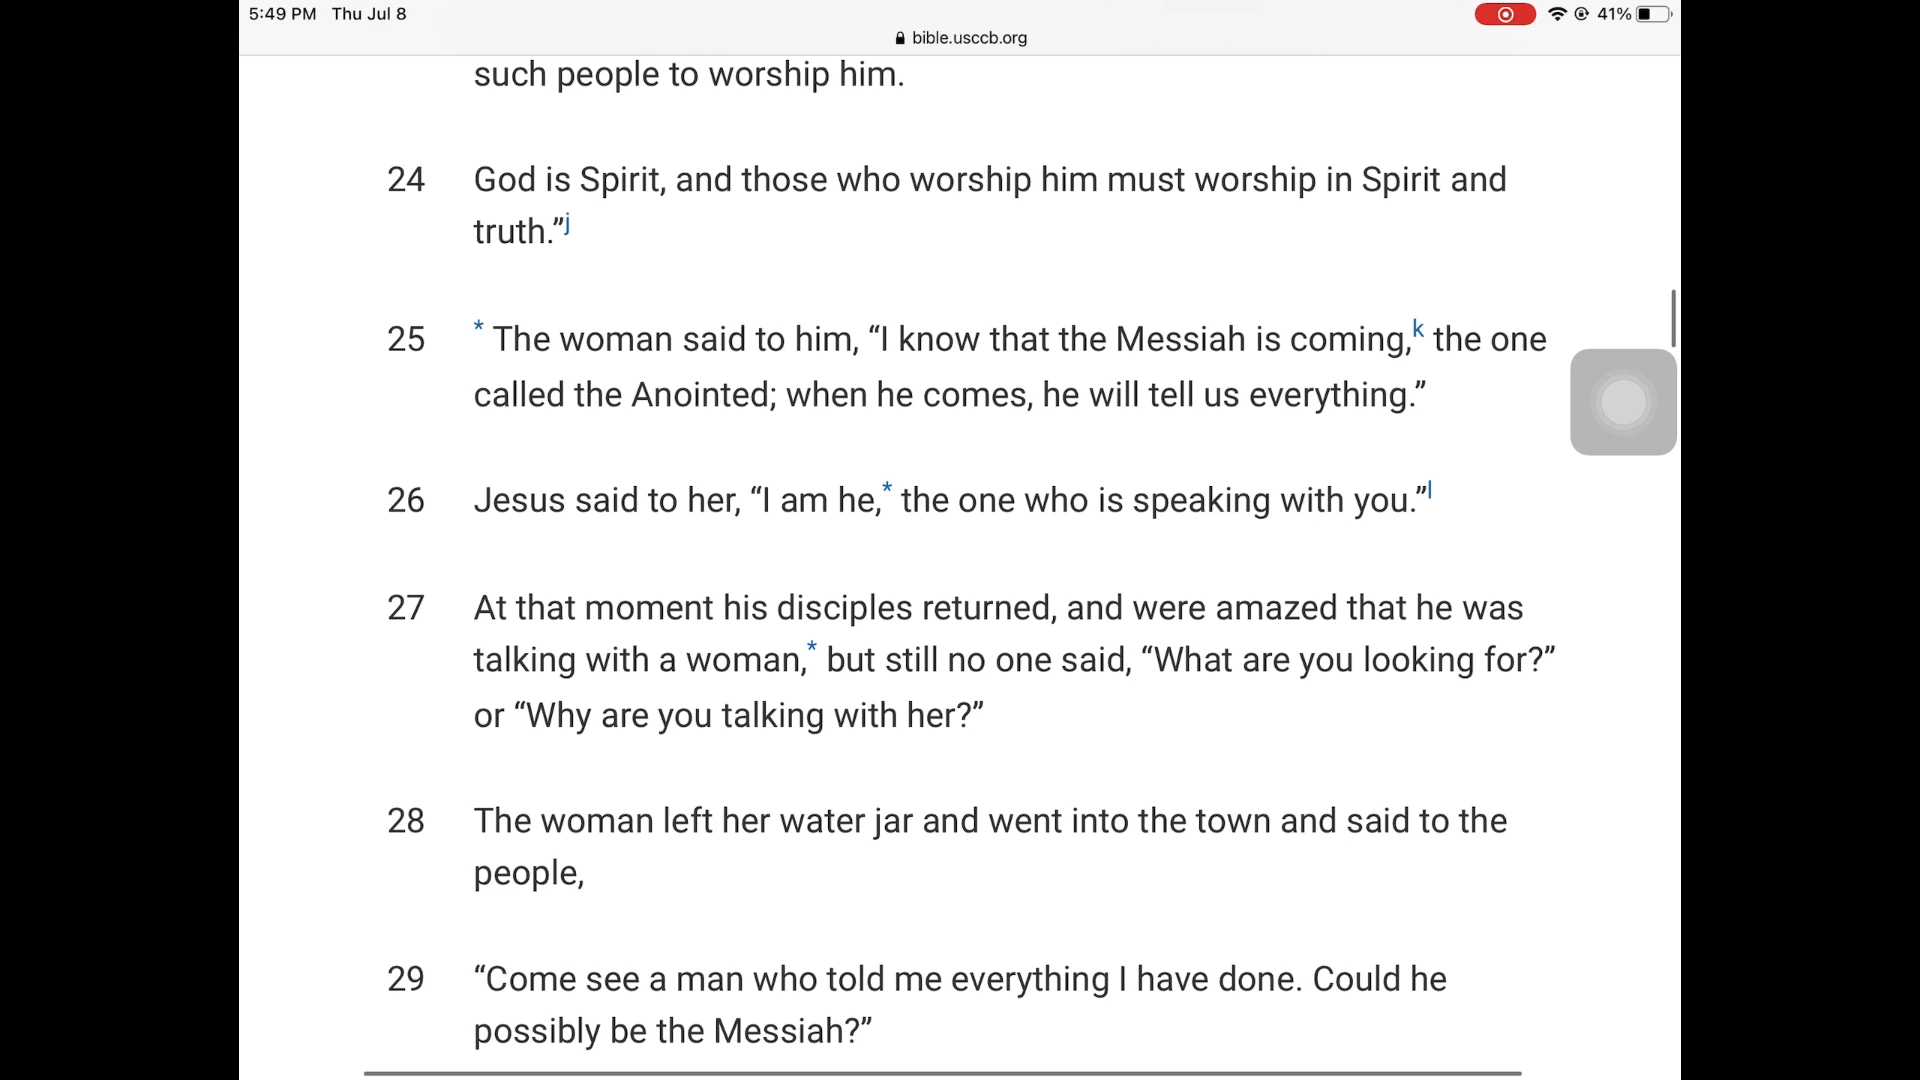 5:49 PM Thu Jul 8
41%
bible.usccb.org
such people to worship him.
24 God is Spirit, and those who worship him must worship in Spirit and
truth.”j
25 * The woman said to him, “I know that the Messiah is coming,k the one
called the Anointed; when he comes, he will tell us everything.”
26 Jesus said to her, “I am he,* the one who is speaking with you.”l
27 At that moment his disciples returned, and were amazed that he was
talking with a woman,* but still no one said, “What are you looking for?”
or “Why are you talking with her?”
28 The woman left her water jar and went into the town and said to the
people,
29 “Come see a man who told me everything I have done. Could he
possibly be the Messiah?”